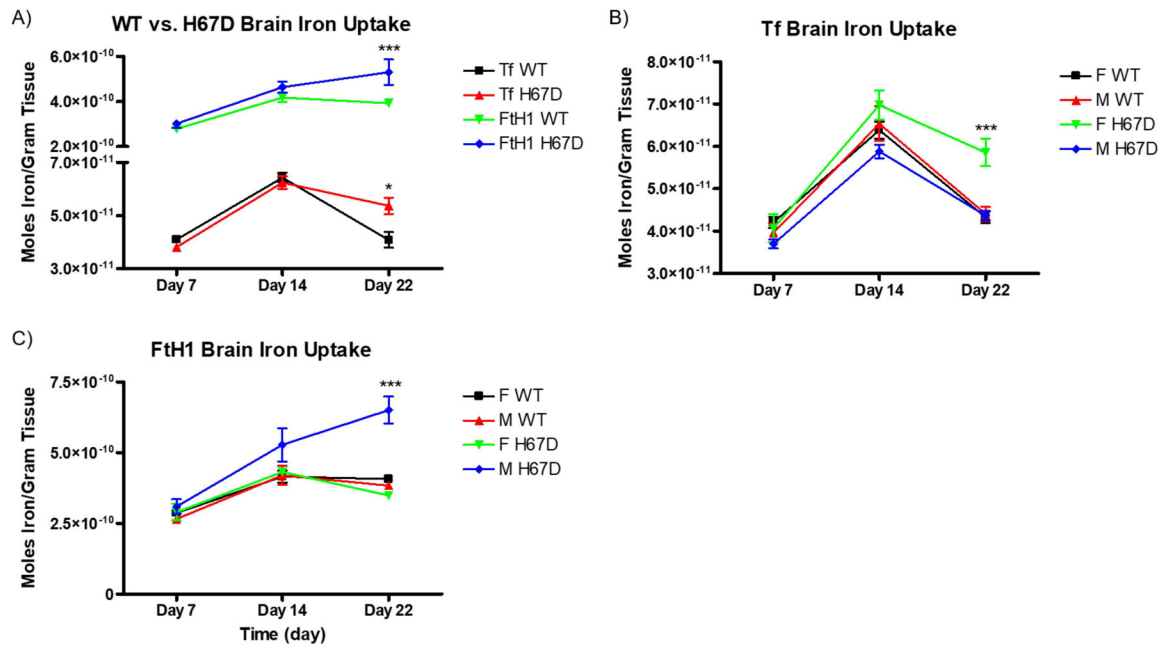 A)
WT vs. H67D Brain Iron Uptake
Moles Iron/Gram Tissue
6.0×10⁻¹⁰
4.0×10⁻¹⁰
2.0×10⁻¹⁰
7.0×10⁻¹¹
5.0×10⁻¹¹
3.0×10⁻¹¹
***
*
Day 7 Day 14 Day 22
Tf WT
Tf H67D
FtH1 WT
FtH1 H67D
B)
Tf Brain Iron Uptake
Moles Iron/Gram Tissue
8.0×10⁻¹¹
7.0×10⁻¹¹
6.0×10⁻¹¹
5.0×10⁻¹¹
4.0×10⁻¹¹
3.0×10⁻¹¹
***
Day 7 Day 14 Day 22
F WT
M WT
F H67D
M H67D
C)
FtH1 Brain Iron Uptake
Moles Iron/Gram Tissue
7.5×10⁻¹⁰
5.0×10⁻¹⁰
2.5×10⁻¹⁰
0
***
Day 7 Day 14 Day 22
Time (day)
F WT
M WT
F H67D
M H67D